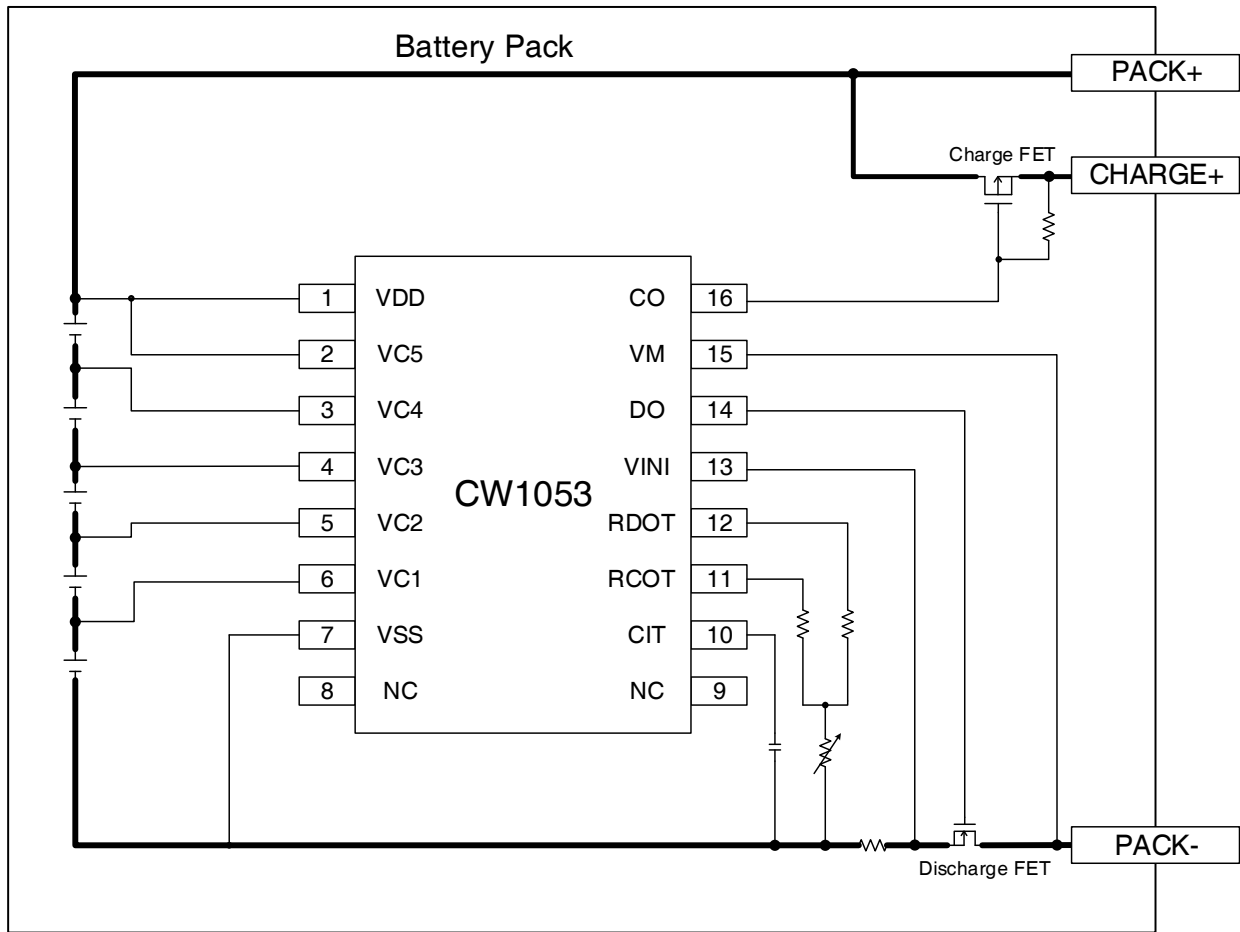 Battery Pack
PACK+
Charge FET
CHARGE+
1 VDD CO 16
2 VC5 VM 15
3 VC4 DO 14
4 VC3 VINI 13
CW1053
5 VC2 RDOT 12
6 VC1 RCOT 11
7 VSS CIT 10
8 NC NC 9
PACK-
Discharge FET